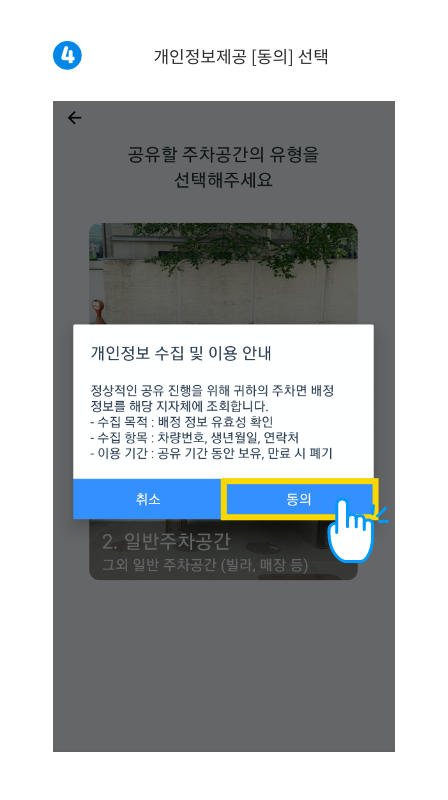 4
개인정보제공 [동의] 선택
공유할 주차공간의 유형을
선택해주세요
개인정보 수집 및 이용 안내
정상적인 공유 진행을 위해 귀하의 주차면 배정
정보를 해당 지자체에 조회합니다.
- 수집 목적 : 배정 정보 유효성 확인
- 수집 항목 : 차량번호, 생년월일, 연락처
- 이용 기간 : 공유 기간 동안 보유, 만료 시 폐기
취소
동의
2. 일반주차공간
그외 일반 주차공간 (빌라, 매장 등)